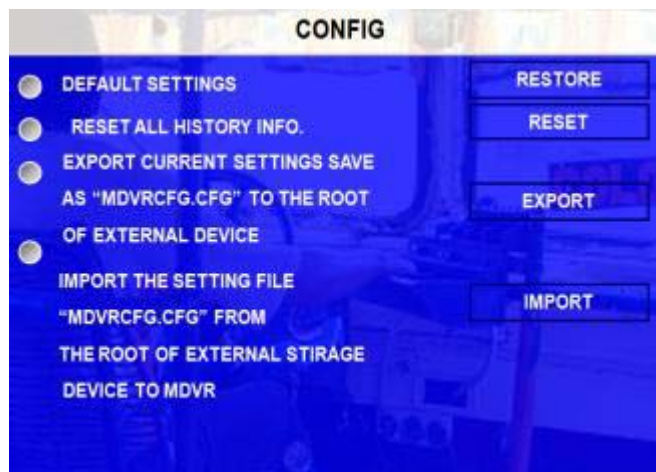 CONFIG
DEFAULT SETTINGS
RESTORE
RESET ALL HISTORY INFO.
RESET
EXPORT CURRENT SETTINGS SAVE
AS “MDVRCFG.CFG” TO THE ROOT
OF EXTERNAL DEVICE
EXPORT
IMPORT THE SETTING FILE
“MDVRCFG.CFG” FROM
THE ROOT OF EXTERNAL STIRAGE
DEVICE TO MDVR
IMPORT